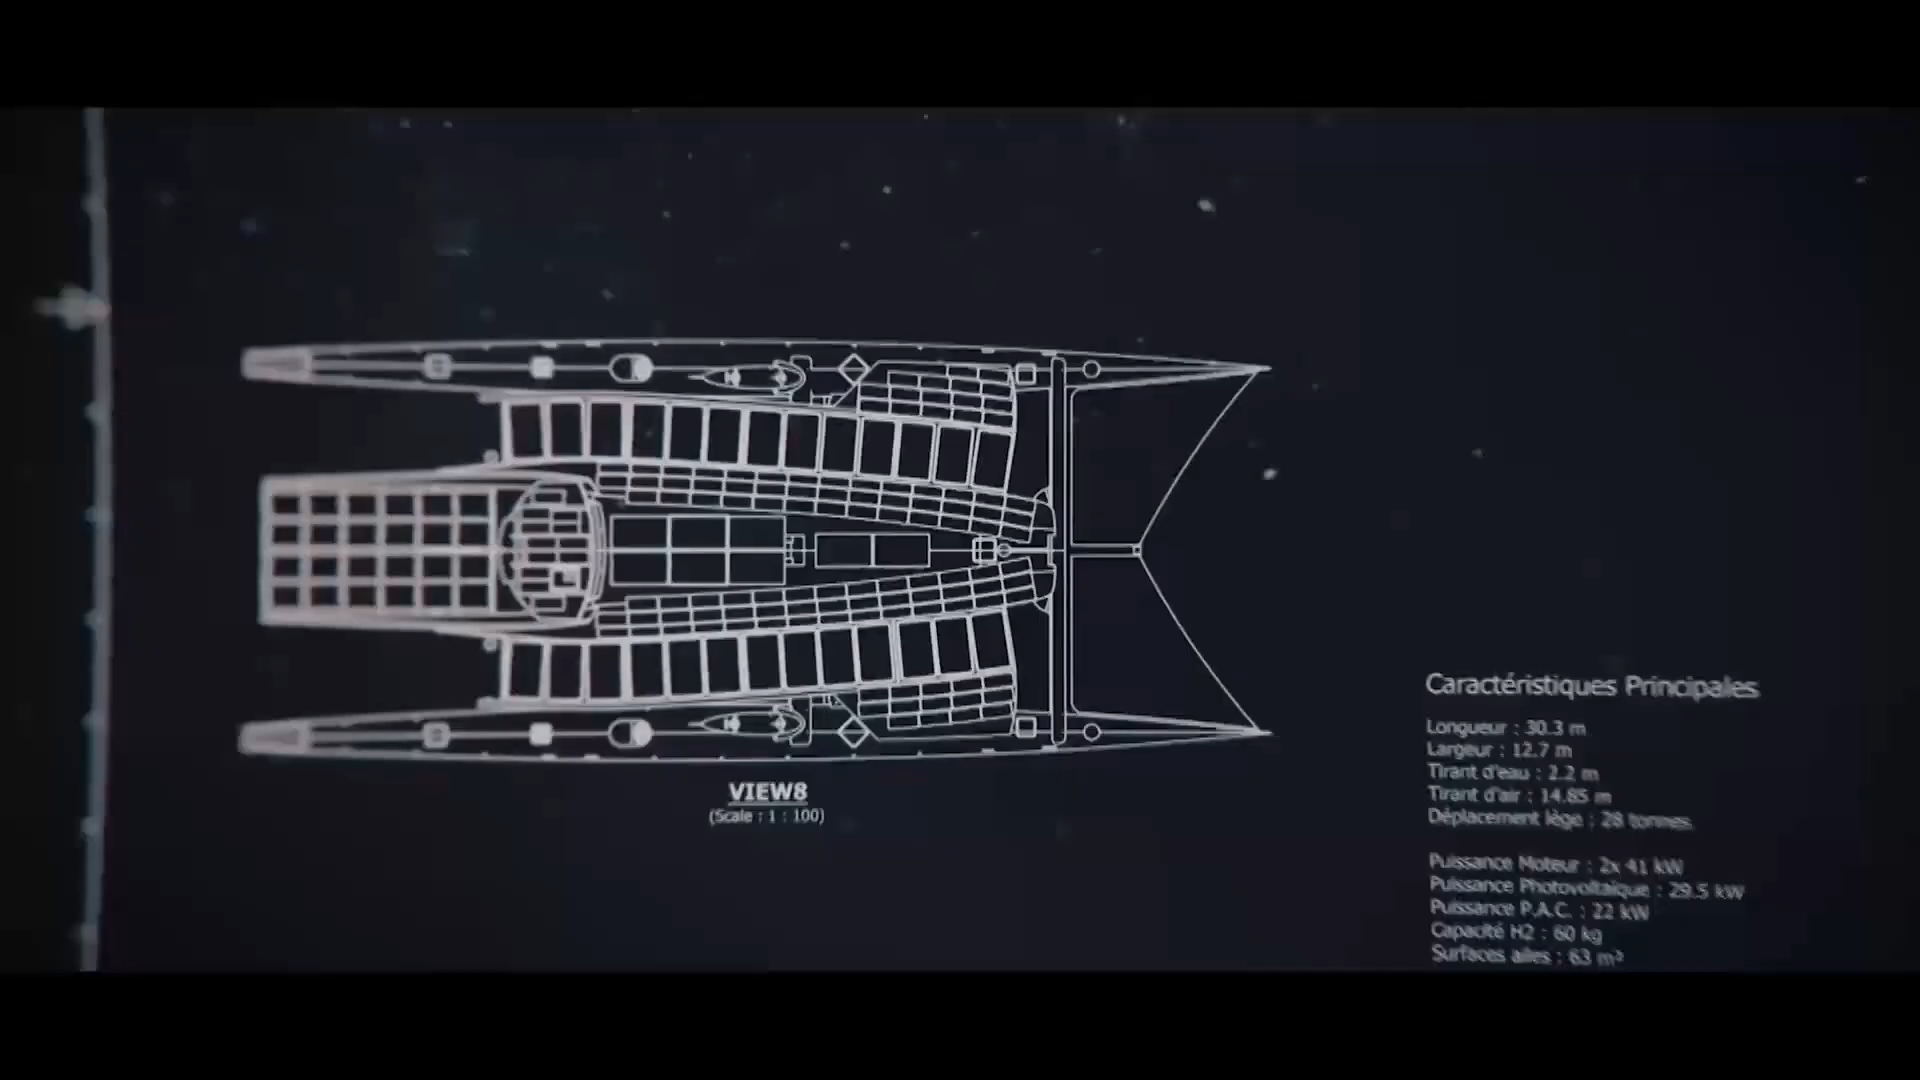 VIEW8
(Scale : 1 : 100)
Caractéristiques Principales
Longueur : 30.3 m
Largeur : 12.7 m
Tirant d'eau : 2.2 m
Tirant d'air : 14.85 m
Déplacement lège : 28 tonnes
Puissance Moteur : 2x 41 kW
Puissance Photovoltaïque : 29.5 kW
Puissance P.A.C. : 22 kW
Capacité H2 : 60 kg
Surfaces ailes : 63 m²